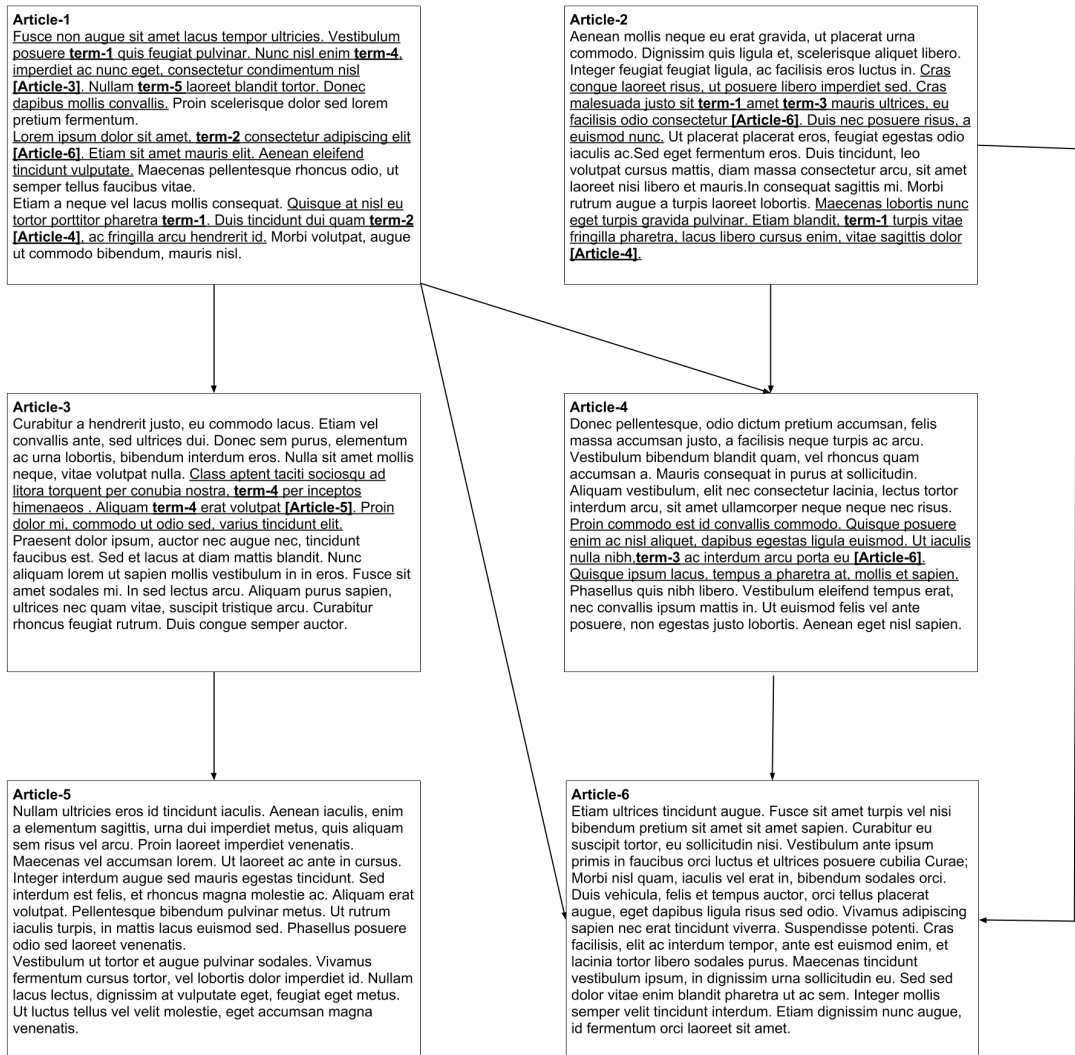 Article-1
Fusce non augue sit amet lacus tempor ultricies. Vestibulum
posuere term-1 quis feugiat pulvinar. Nunc nisl enim term-4,
imperdiet ac nunc eget, consectetur condimentum nisl
[Article-3]. Nullam term-5 laoreet blandit tortor. Donec
dapibus mollis convallis. Proin scelerisque dolor sed lorem
pretium fermentum.
Lorem ipsum dolor sit amet, term-2 consectetur adipiscing elit
[Article-6]. Etiam sit amet mauris elit. Aenean eleifend
tincidunt vulputate. Maecenas pellentesque rhoncus odio, ut
semper tellus faucibus vitae.
Etiam a neque vel lacus mollis consequat. Quisque at nisl eu
tortor porttitor pharetra term-1. Duis tincidunt dui quam term-2
[Article-4], ac fringilla arcu hendrerit id. Morbi volutpat, augue
ut commodo bibendum, mauris nisl.
Article-2
Aenean mollis neque eu erat gravida, ut placerat urna
commodo. Dignissim quis ligula et, scelerisque aliquet libero.
Integer feugiat feugiat ligula, ac facilisis eros luctus in. Cras
congue laoreet risus, ut posuere libero imperdiet sed. Cras
malesuada justo sit term-1 amet term-3 mauris ultrices, eu
facilisis odio consectetur [Article-6]. Duis nec posuere risus, a
euismod nunc. Ut placerat placerat eros, feugiat egestas odio
iaculis ac.Sed eget fermentum eros. Duis tincidunt, leo
volutpat cursus mattis, diam massa consectetur arcu, sit amet
laoreet nisi libero et mauris.In consequat sagittis mi. Morbi
rutrum augue a turpis laoreet lobortis. Maecenas lobortis nunc
eget turpis gravida pulvinar. Etiam blandit, term-1 turpis vitae
fringilla pharetra, lacus libero cursus enim, vitae sagittis dolor
[Article-4].
Article-3
Curabitur a hendrerit justo, eu commodo lacus. Etiam vel
convallis ante, sed ultrices dui. Donec sem purus, elementum
ac urna lobortis, bibendum interdum eros. Nulla sit amet mollis
neque, vitae volutpat nulla. Class aptent taciti sociosqu ad
litora torquent per conubia nostra, term-4 per inceptos
himenaeos . Aliquam term-4 erat volutpat [Article-5]. Proin
dolor mi, commodo ut odio sed, varius tincidunt elit.
Praesent dolor ipsum, auctor nec augue nec, tincidunt
faucibus est. Sed et lacus at diam mattis blandit. Nunc
aliquam lorem ut sapien mollis vestibulum in in eros. Fusce sit
amet sodales mi. In sed lectus arcu. Aliquam purus sapien,
ultrices nec quam vitae, suscipit tristique arcu. Curabitur
rhoncus feugiat rutrum. Duis congue semper auctor.
Article-4
Donec pellentesque, odio dictum pretium accumsan, felis
massa accumsan justo, a facilisis neque turpis ac arcu.
Vestibulum bibendum blandit quam, vel rhoncus quam
accumsan a. Mauris consequat in purus at sollicitudin.
Aliquam vestibulum, elit nec consectetur lacinia, lectus tortor
interdum arcu, sit amet ullamcorper neque neque nec risus.
Proin commodo est id convallis commodo. Quisque posuere
enim ac nisl aliquet, dapibus egestas ligula euismod. Ut iaculis
nulla nibh,term-3 ac interdum arcu porta eu [Article-6].
Quisque ipsum lacus, tempus a pharetra at, mollis et sapien.
Phasellus quis nibh libero. Vestibulum eleifend tempus erat,
nec convallis ipsum mattis in. Ut euismod felis vel ante
posuere, non egestas justo lobortis. Aenean eget nisl sapien.
Article-5
Nullam ultricies eros id tincidunt iaculis. Aenean iaculis, enim
a elementum sagittis, urna dui imperdiet metus, quis aliquam
sem risus vel arcu. Proin laoreet imperdiet venenatis.
Maecenas vel accumsan lorem. Ut laoreet ac ante in cursus.
Integer interdum augue sed mauris egestas tincidunt. Sed
interdum est felis, et rhoncus magna molestie ac. Aliquam erat
volutpat. Pellentesque bibendum pulvinar metus. Ut rutrum
iaculis turpis, in mattis lacus euismod sed. Phasellus posuere
odio sed laoreet venenatis.
Vestibulum ut tortor et augue pulvinar sodales. Vivamus
fermentum cursus tortor, vel lobortis dolor imperdiet id. Nullam
lacus lectus, dignissim at vulputate eget, feugiat eget metus.
Ut luctus tellus vel velit molestie, eget accumsan magna
venenatis.
Article-6
Etiam ultrices tincidunt augue. Fusce sit amet turpis vel nisi
bibendum pretium sit amet sit amet sapien. Curabitur eu
suscipit tortor, eu sollicitudin nisi. Vestibulum ante ipsum
primis in faucibus orci luctus et ultrices posuere cubilia Curae;
Morbi nisl quam, iaculis vel erat in, bibendum sodales orci.
Duis vehicula, felis et tempus auctor, orci tellus placerat
augue, eget dapibus ligula risus sed odio. Vivamus adipiscing
sapien nec erat tincidunt viverra. Suspendisse potenti. Cras
facilisis, elit ac interdum tempor, ante est euismod enim, et
lacinia tortor libero sodales purus. Maecenas tincidunt
vestibulum ipsum, in dignissim urna sollicitudin eu. Sed sed
dolor vitae enim blandit pharetra ut ac sem. Integer mollis
semper velit tincidunt interdum. Etiam dignissim nunc augue,
id fermentum orci laoreet sit amet.